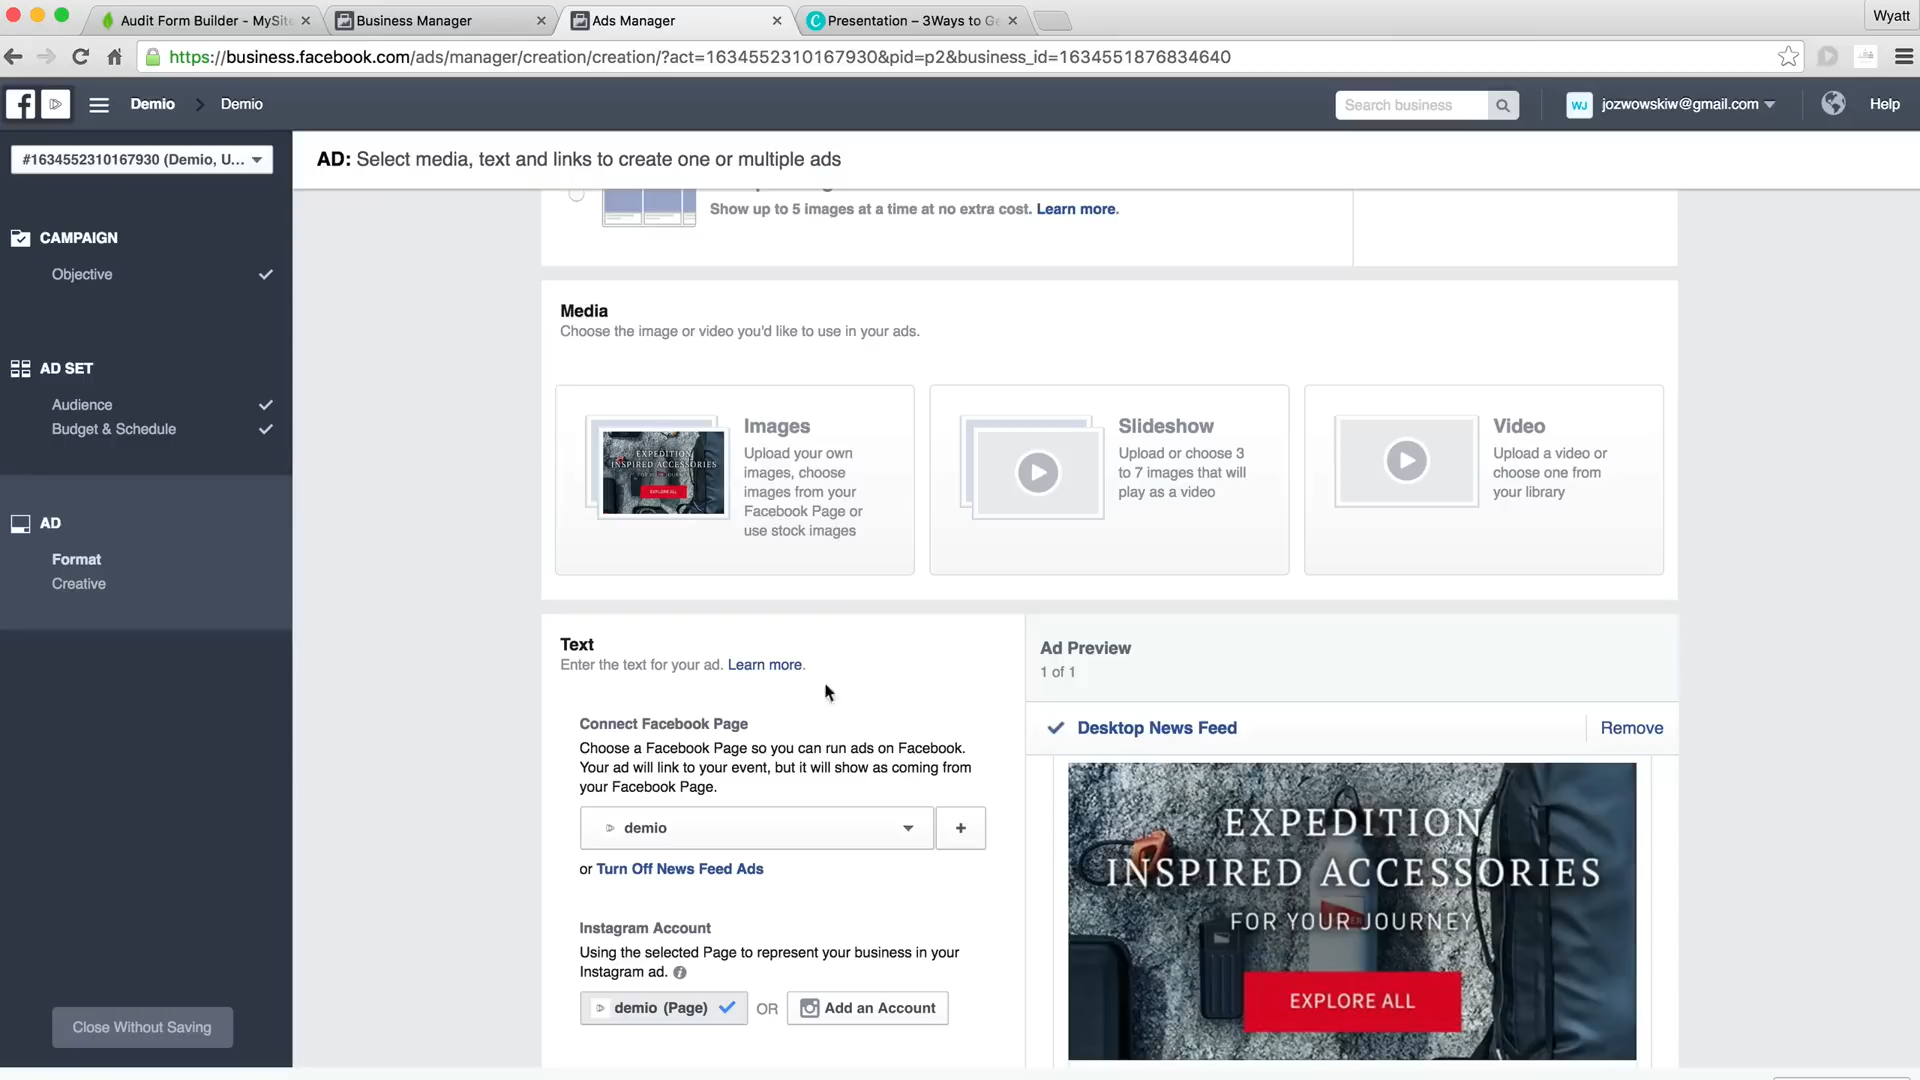 Audit Form Builder - MySite
Business Manager
Ads Manager
Presentation – 3Ways to Ge
Wyatt
https://business.facebook.com/ads/manager/creation/creation/?act=1634552310167930&pid=p2&business_id=1634551876834640
Demio
Demio
Search business
WJ
jozwowskiw@gmail.com
Help
#1634552310167930 (Demio, U...
AD: Select media, text and links to create one or multiple ads
CAMPAIGN
Objective
AD SET
Audience
Budget & Schedule
AD
Format
Creative
Close Without Saving
Show up to 5 images at a time at no extra cost. Learn more.
Media
Choose the image or video you'd like to use in your ads.
EXPEDITION
INSPIRED ACCESSORIES
EXPLORE ALL
Images
Upload your own
images, choose
images from your
Facebook Page or
use stock images
Slideshow
Upload or choose 3
to 7 images that will
play as a video
Video
Upload a video or
choose one from
your library
Text
Enter the text for your ad. Learn more.
Connect Facebook Page
Choose a Facebook Page so you can run ads on Facebook.
Your ad will link to your event, but it will show as coming from
your Facebook Page.
demio
+
or Turn Off News Feed Ads
Instagram Account
Using the selected Page to represent your business in your
Instagram ad.
demio (Page)
OR
Add an Account
Ad Preview
1 of 1
Desktop News Feed
Remove
EXPEDITION
INSPIRED ACCESSORIES
FOR YOUR JOURNEY
EXPLORE ALL